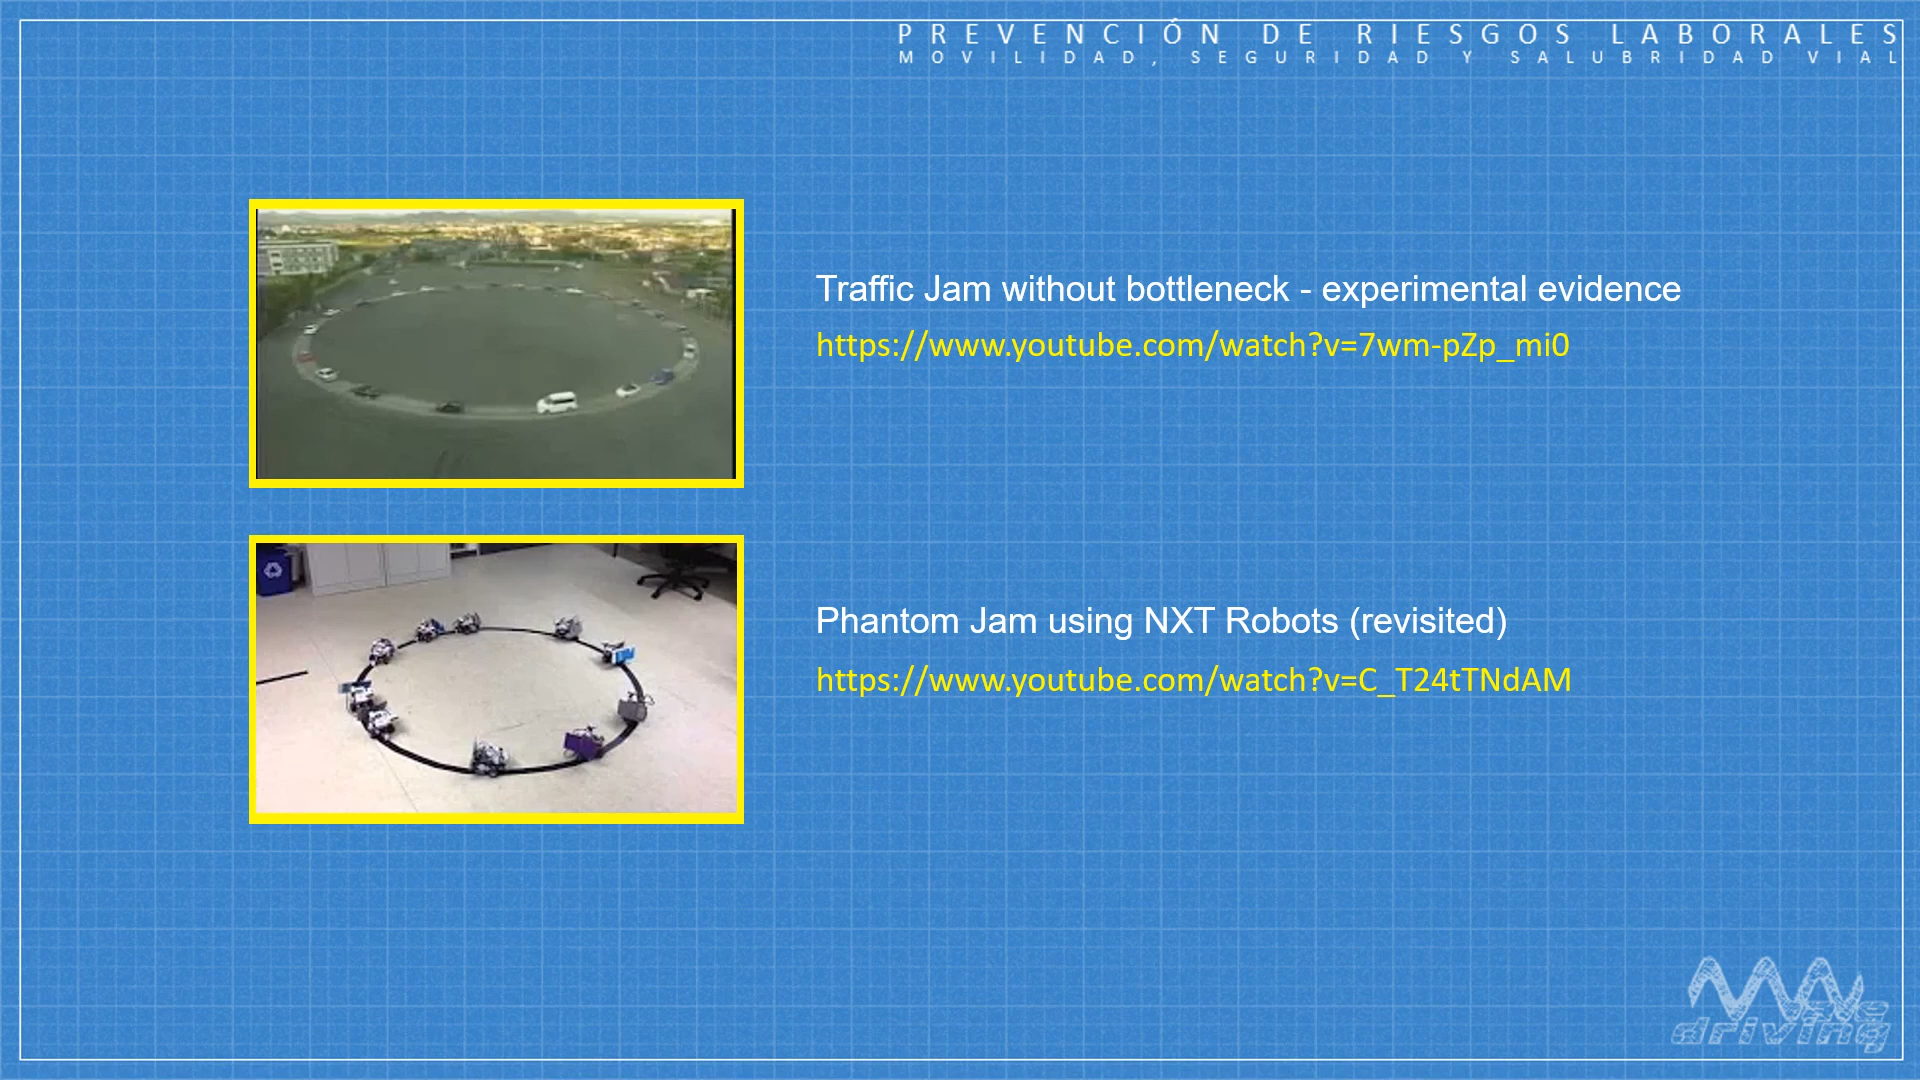 PREVENCIÓN DE RIESGOS LABORALES
MOVILIDAD, SEGURIDAD Y SALUBRIDAD VIAL
Traffic Jam without bottleneck - experimental evidence
https://www.youtube.com/watch?v=7wm-pZp_mi0
Phantom Jam using NXT Robots (revisited)
https://www.youtube.com/watch?v=C_T24tTNdAM
driving